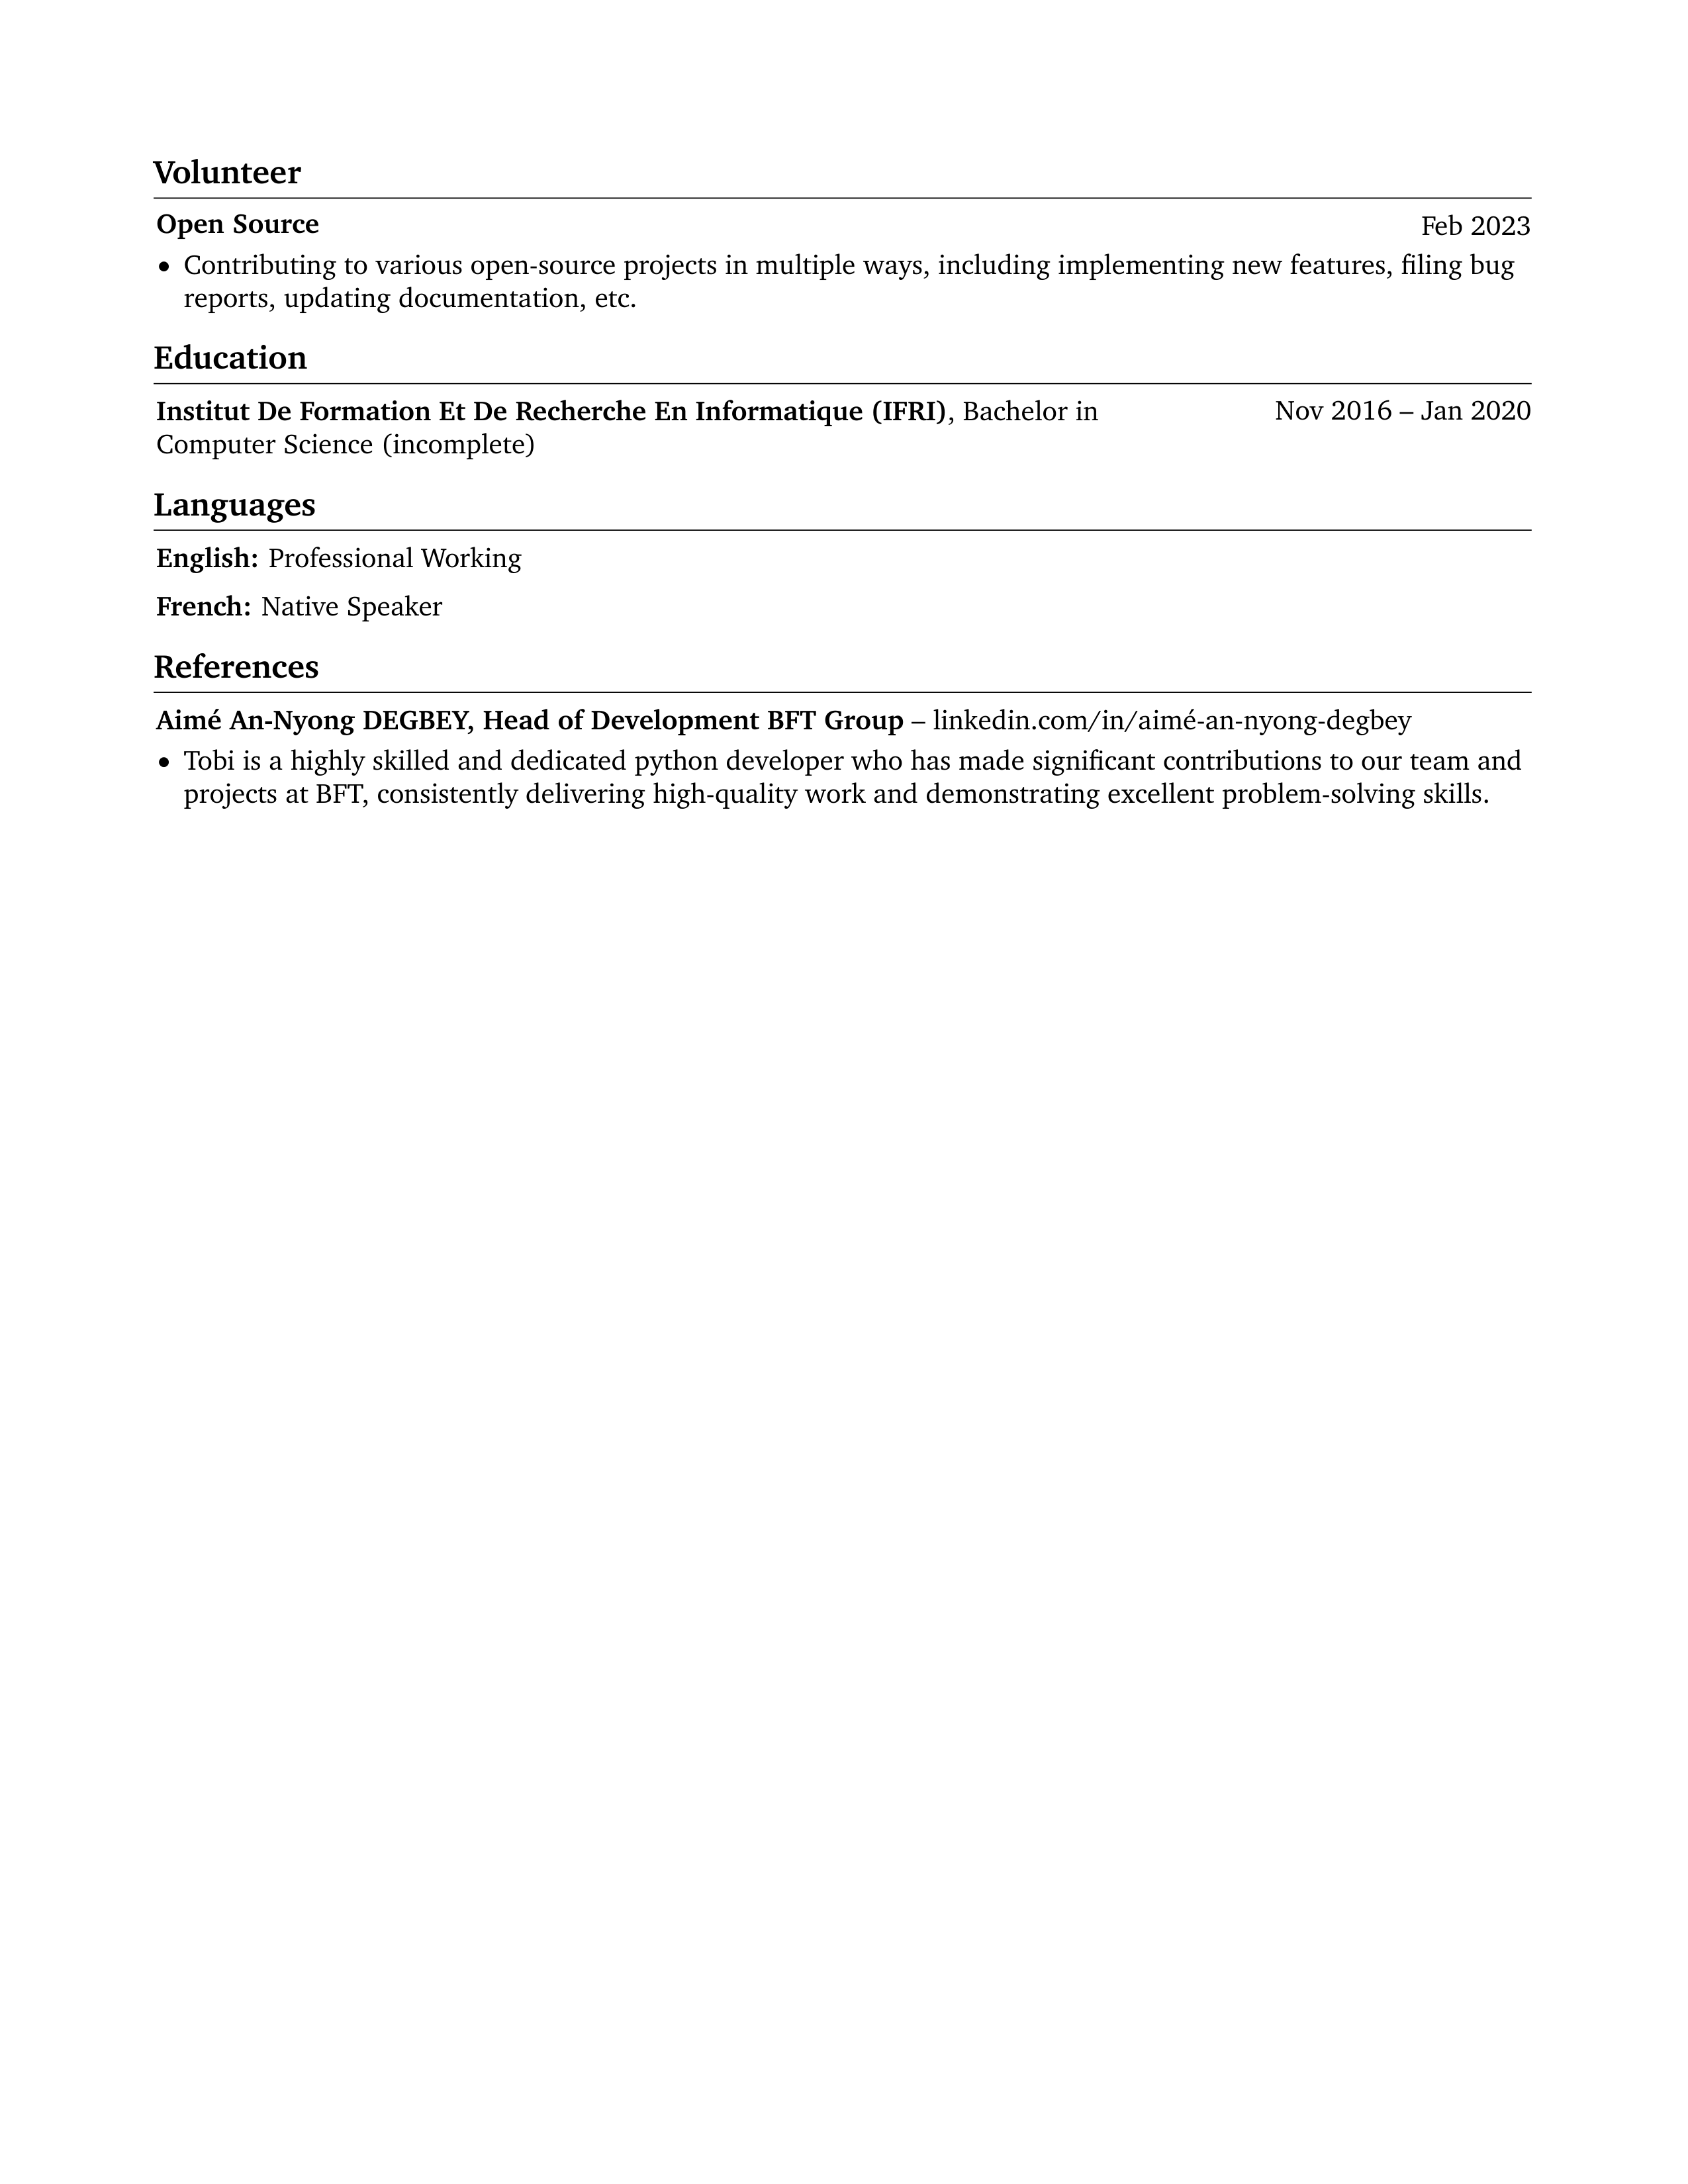 Volunteer
Open Source Feb 2023
• Contributing to various open-source projects in multiple ways, including implementing new features, filing bug
reports, updating documentation, etc.
Education
Institut De Formation Et De Recherche En Informatique (IFRI), Bachelor in Nov 2016 – Jan 2020
Computer Science (incomplete)
Languages
English: Professional Working
French: Native Speaker
References
Aimé An-Nyong DEGBEY, Head of Development BFT Group – linkedin.com/in/aimé-an-nyong-degbey
• Tobi is a highly skilled and dedicated python developer who has made significant contributions to our team and
projects at BFT, consistently delivering high-quality work and demonstrating excellent problem-solving skills.